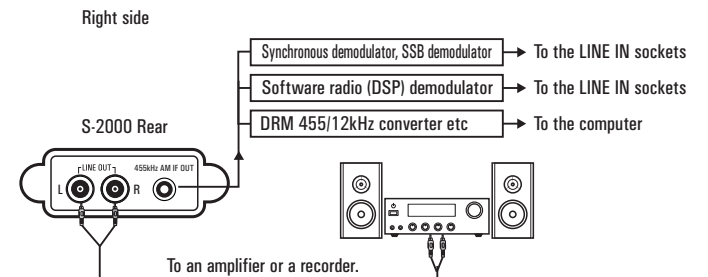 Right side
Synchronous demodulator, SSB demodulator To the LINE IN sockets
Software radio (DSP) demodulator To the LINE IN sockets
DRM 455/12kHz converter etc To the computer
S-2000 Rear
LINE OUT 455kHz AM IF OUT
L R
To an amplifier or a recorder.